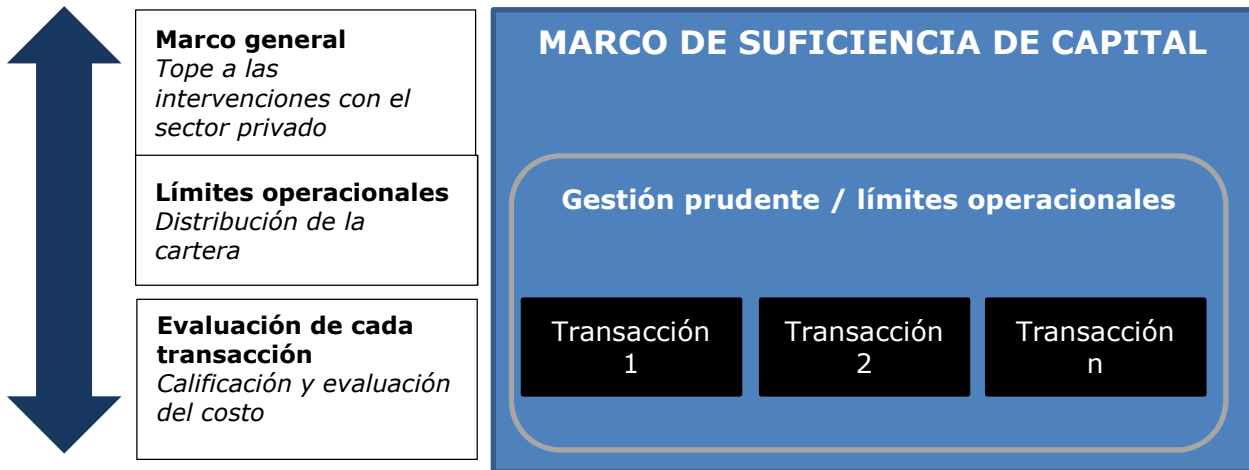 Marco general
Tope a las
intervenciones con el
sector privado
Límites operacionales
Distribución de la
cartera
Evaluación de cada
transacción
Calificación y evaluación
del costo
MARCO DE SUFICIENCIA DE CAPITAL
Gestión prudente / límites operacionales
Transacción
1
Transacción
2
Transacción
n